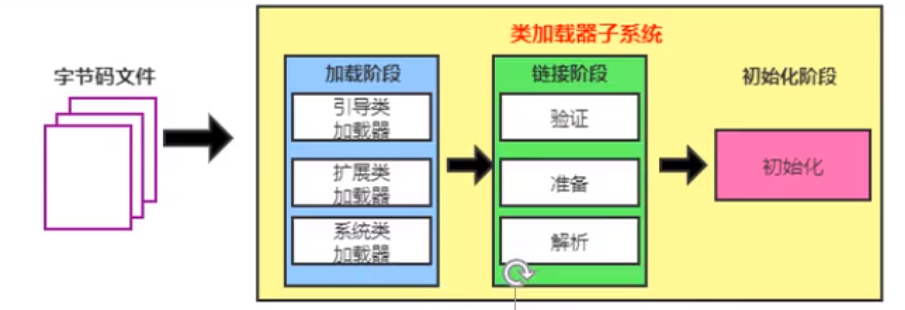 类加载器子系统
字节码文件
加载阶段
引导类
加载器
扩展类
加载器
系统类
加载器
链接阶段
验证
准备
解析
初始化阶段
初始化